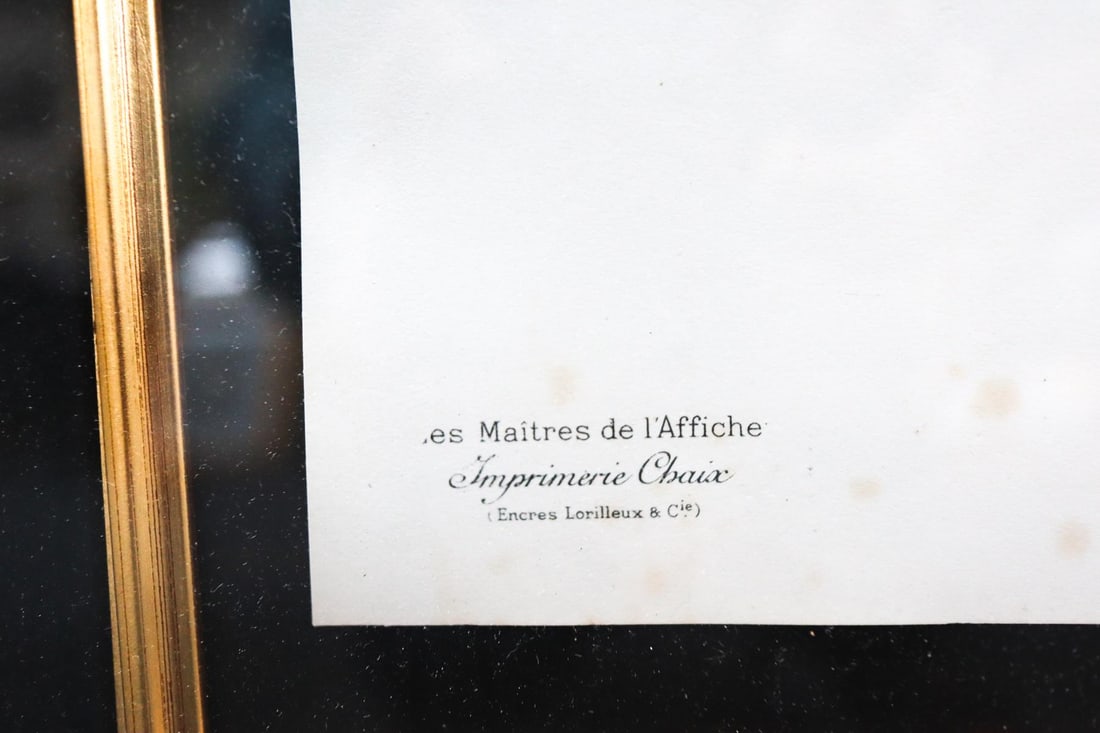 es Maîtres de l'Affiche
Imprimerie Chaix
(Encres Lorilleux & Cie)